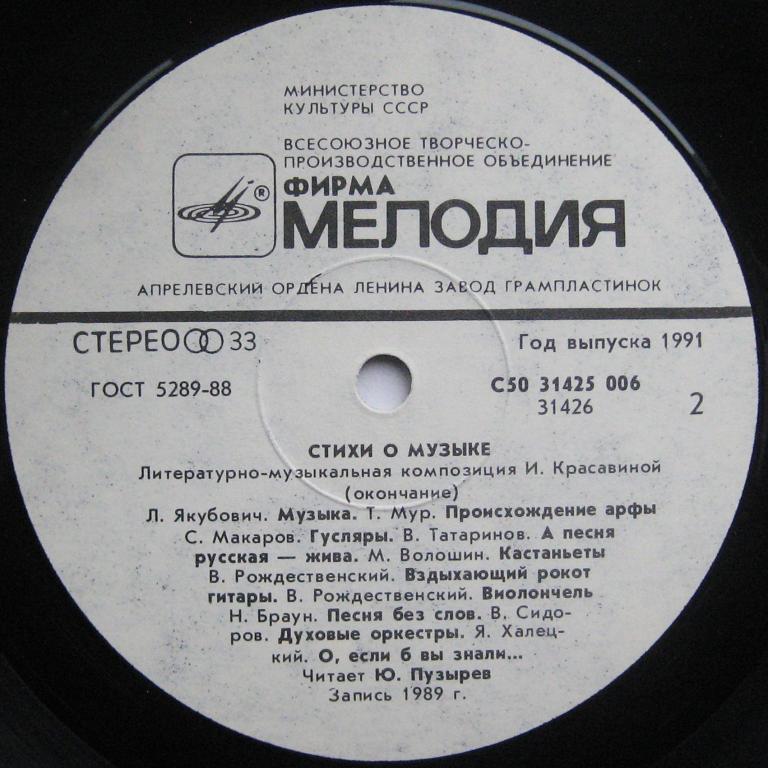 МИНИСТЕРСТВО
КУЛЬТУРЫ СССР
ВСЕСОЮЗНОЕ ТВОРЧЕСКО-
ПРОИЗВОДСТВЕННОЕ ОБЪЕДИНЕНИЕ
®
ФИРМА
МЕЛОДИЯ
АПРЕЛЕВСКИЙ ОРДЕНА ЛЕНИНА ЗАВОД ГРАМПЛАСТИНОК
СТЕРЕО 33
Год выпуска 1991
ГОСТ 5289-88
С50 31425 006
31426
2
СТИХИ О МУЗЫКЕ
Литературно-музыкальная композиция И. Красавиной
(окончание)
Л. Якубович. Музыка. Т. Мур. Происхождение арфы
С. Макаров. Гусляры. В. Татаринов. А песня
русская — жива. М. Волошин. Кастаньеты
В. Рождественский. Вздыхающий рокот
гитары. В. Рождественский. Виолончель
Н. Браун. Песня без слов. В. Сидо-
ров. Духовые оркестры. Я. Халец-
кий. О, если б вы знали...
Читает Ю. Пузырев
Запись 1989 г.